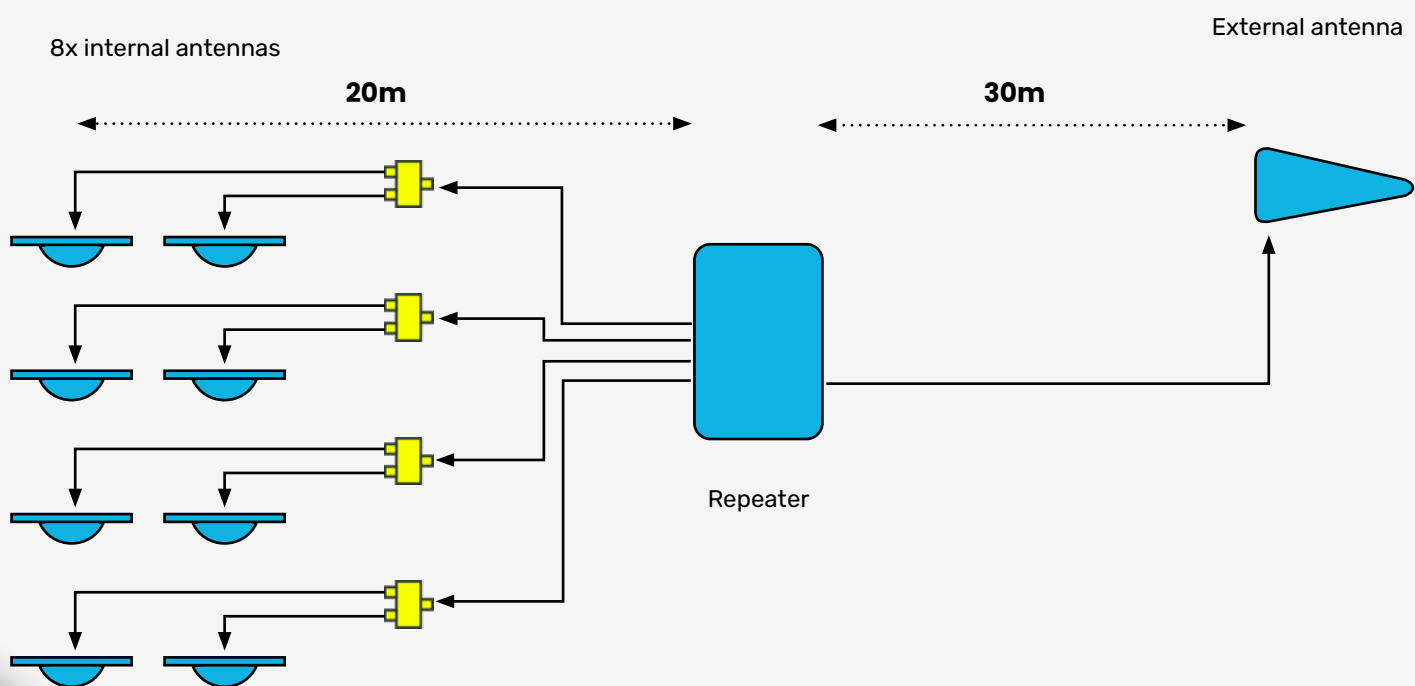 External antenna
8x internal antennas
20m
30m
Repeater